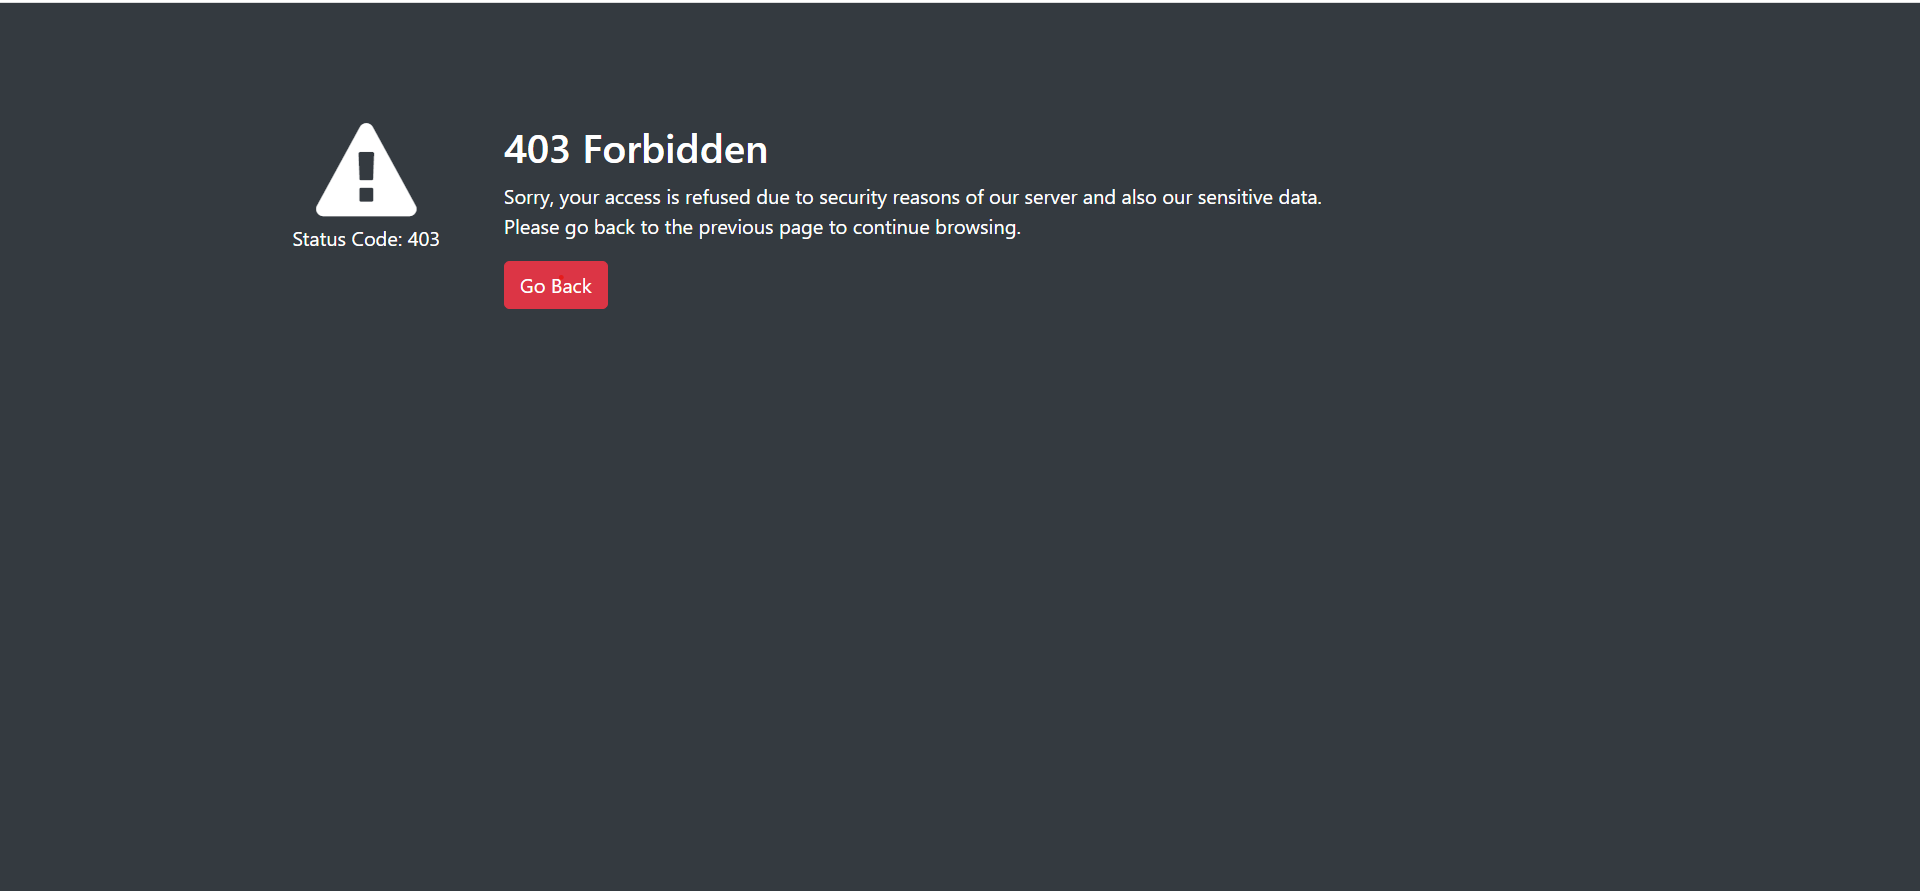 403 Forbidden
Sorry, your access is refused due to security reasons of our server and also our sensitive data.
Please go back to the previous page to continue browsing.
Status Code: 403
Go Back